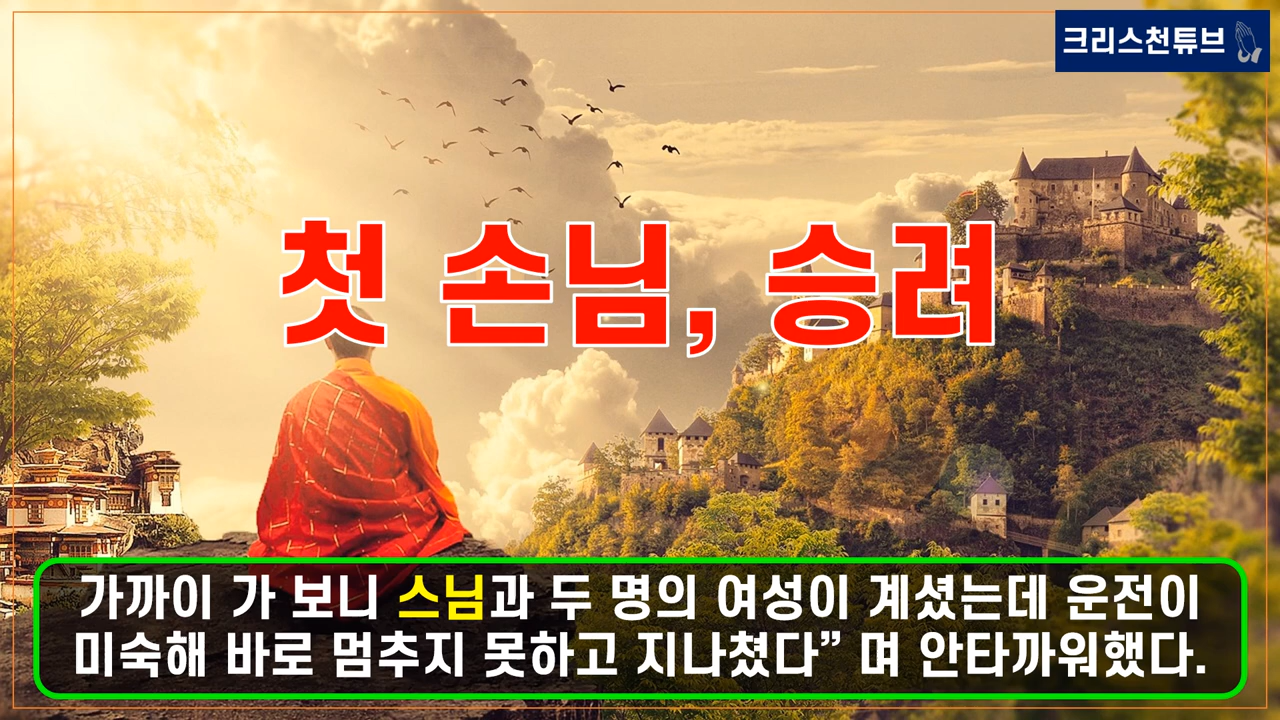 크리스천튜브
첫 손님, 승려
가까이 가 보니 스님과 두 명의 여성이 계셨는데 운전이
미숙해 바로 멈추지 못하고 지나쳤다” 며 안타까워했다.